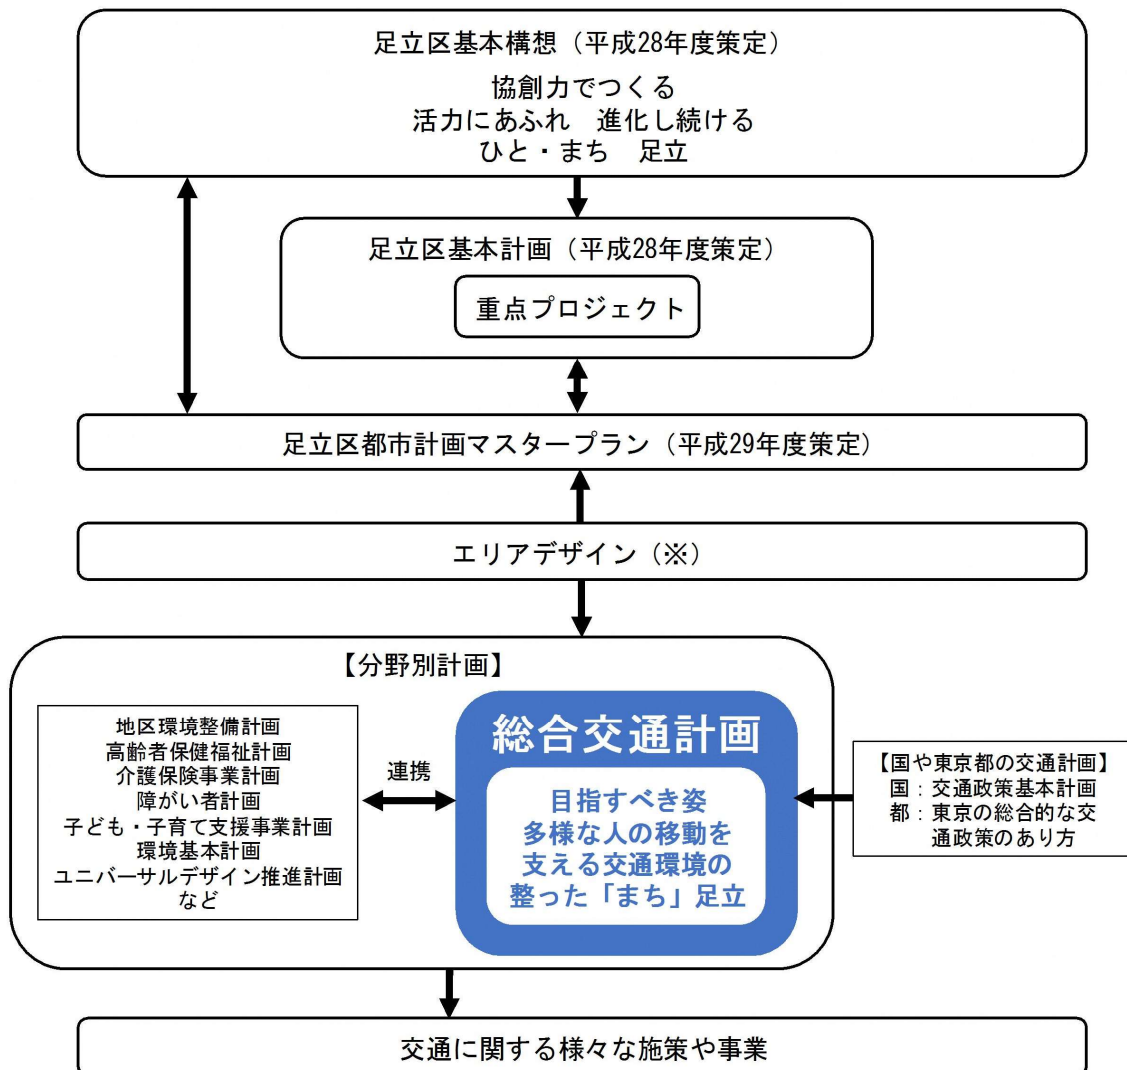 足立区基本構想（平成28年度策定）
協創力でつくる
活力にあふれ　進化し続ける
ひと・まち　足立
足立区基本計画（平成28年度策定）
重点プロジェクト
足立区都市計画マスタープラン（平成29年度策定）
エリアデザイン（※）
【分野別計画】
地区環境整備計画
高齢者保健福祉計画
介護保険事業計画
障がい者計画
子ども・子育て支援事業計画
環境基本計画
ユニバーサルデザイン推進計画
など
連携
総合交通計画
目指すべき姿
多様な人の移動を
支える交通環境の
整った「まち」足立
【国や東京都の交通計画】
国：交通政策基本計画
都：東京の総合的な交
通政策のあり方
交通に関する様々な施策や事業